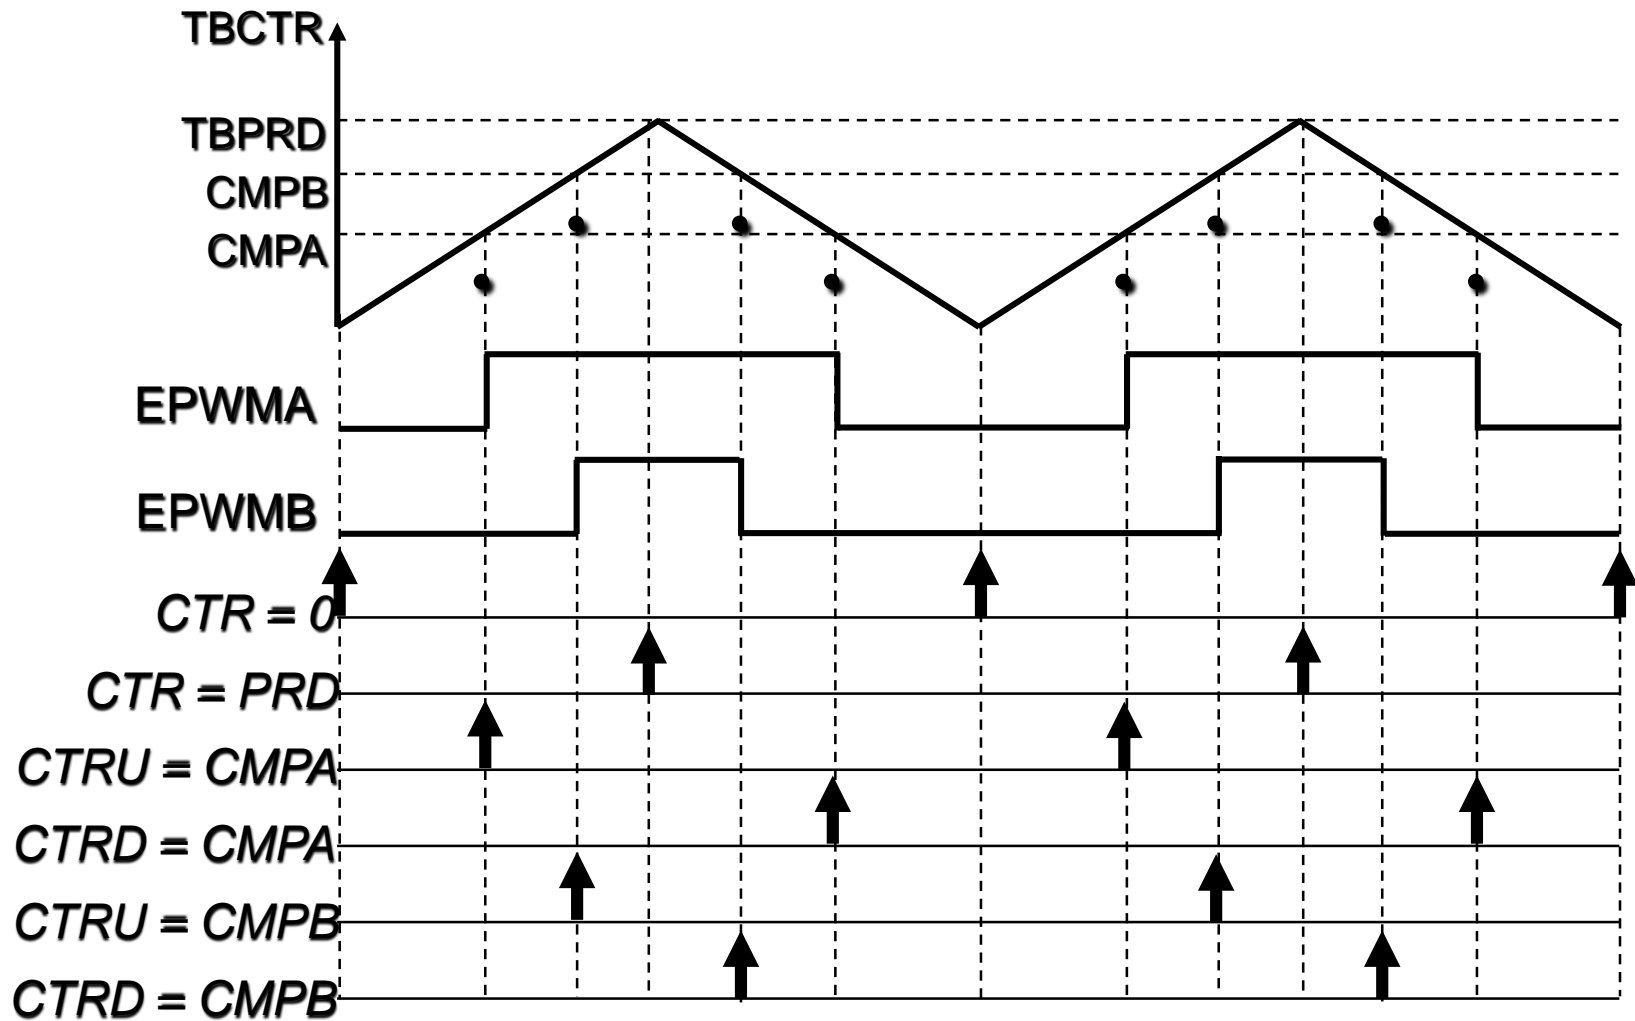 TBCTR
TBPRD
CMPB
CMPA
EPWMA
EPWMB
CTR = 0
CTR = PRD
CTRU = CMPA
CTRD = CMPA
CTRU = CMPB
CTRD = CMPB